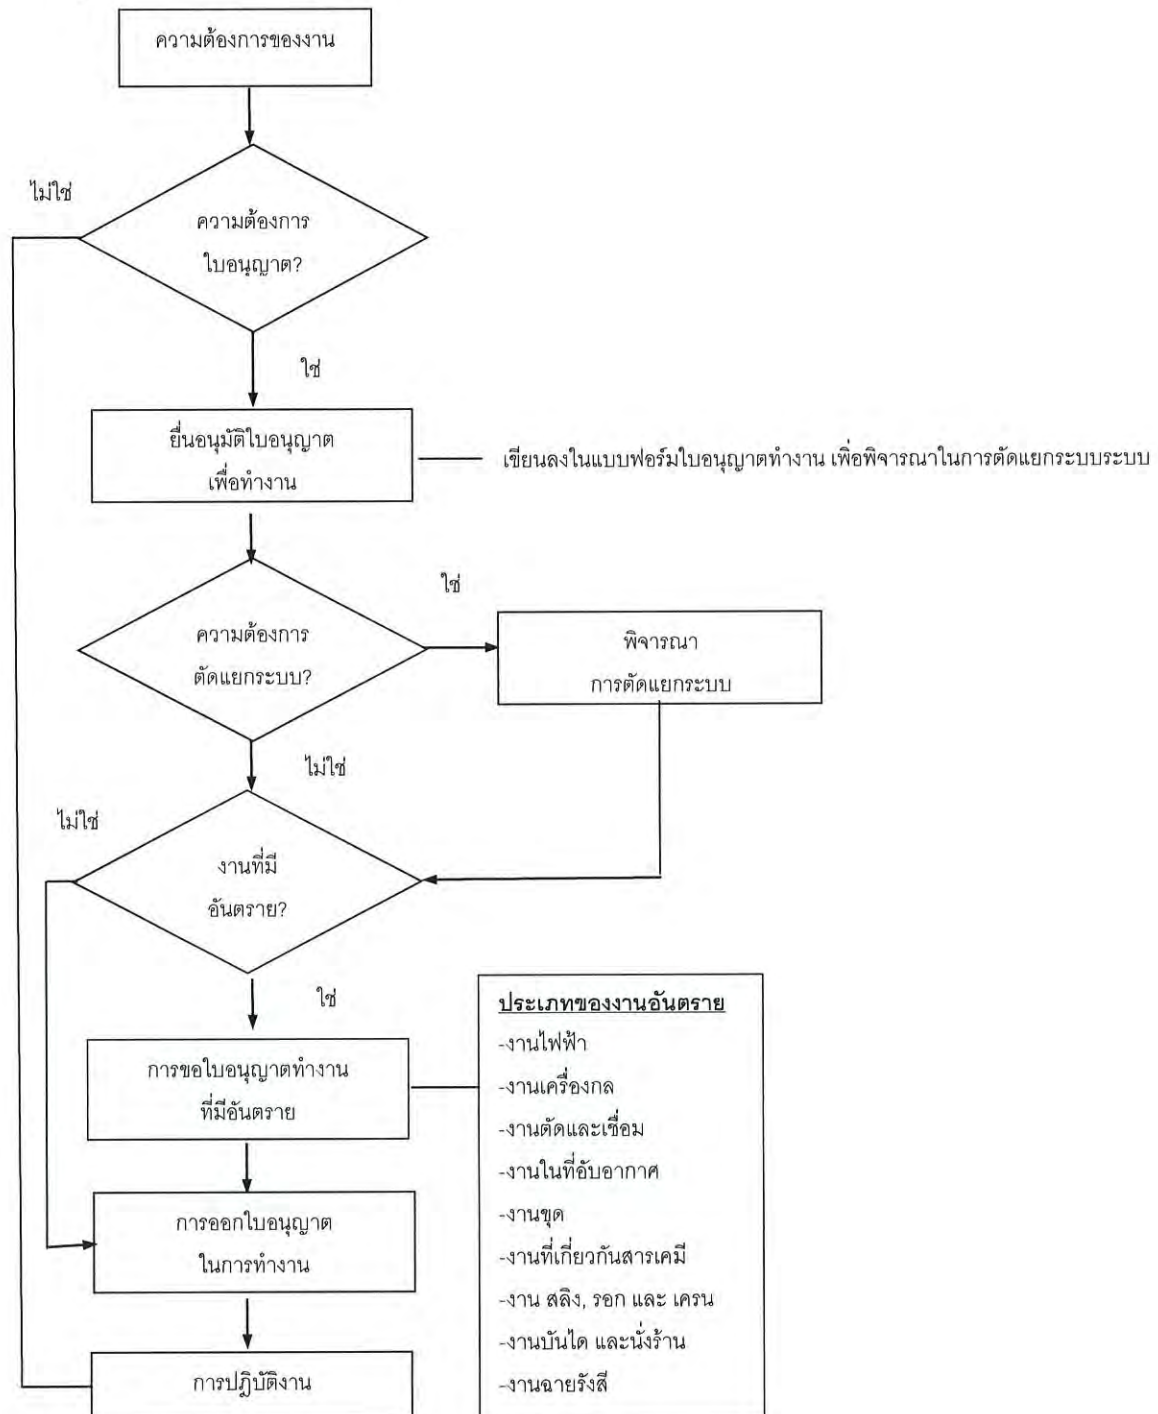 ความต้องการของงาน
ไม่ใช่
ความต้องการ
ใบอนุญาต?
ใช่
ยื่นอนุมัติใบอนุญาต
เพื่อทำงาน
เขียนลงในแบบฟอร์มใบอนุญาตทำงาน เพื่อพิจารณาในการตัดแยกระบบระบบ
ใช่
ความต้องการ
ตัดแยกระบบ?
พิจารณา
การตัดแยกระบบ
ไม่ใช่
ไม่ใช่
งานที่มี
อันตราย?
ใช่
การขอใบอนุญาตทำงาน
ที่มีอันตราย
ประเภทของงานอันตราย
-งานไฟฟ้า
-งานเครื่องกล
-งานตัดและเชื่อม
-งานในที่อับอากาศ
-งานขุด
-งานที่เกี่ยวกันสารเคมี
-งาน สลิง, รอก และ เครน
-งานบันได และนั่งร้าน
-งานฉายรังสี
การออกใบอนุญาต
ในการทำงาน
การปฏิบัติงาน